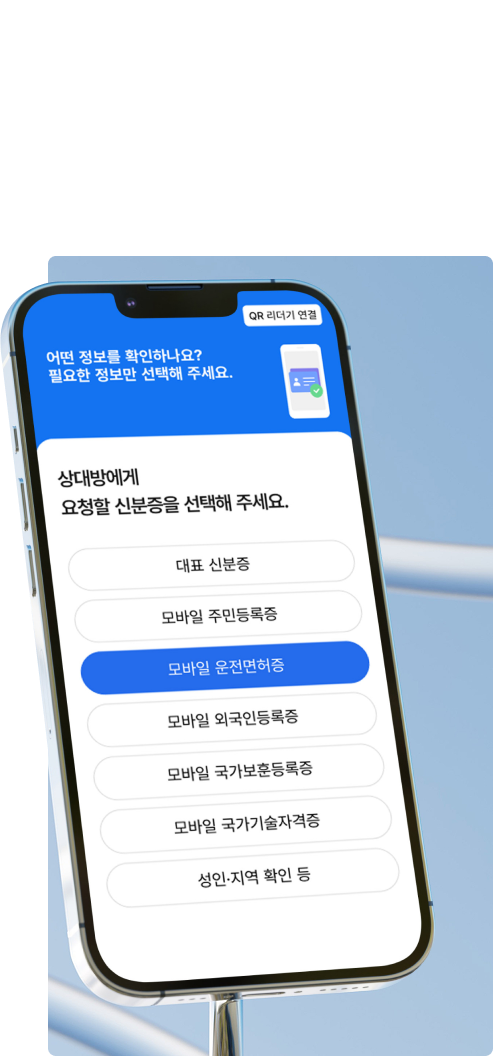 QR 리더기 연결
어떤 정보를 확인하나요?
필요한 정보만 선택해 주세요.
상대방에게
요청할 신분증을 선택해 주세요.
대표 신분증
모바일 주민등록증
모바일 운전면허증
모바일 외국인등록증
모바일 국가보훈등록증
모바일 국가기술자격증
성인·지역 확인 등